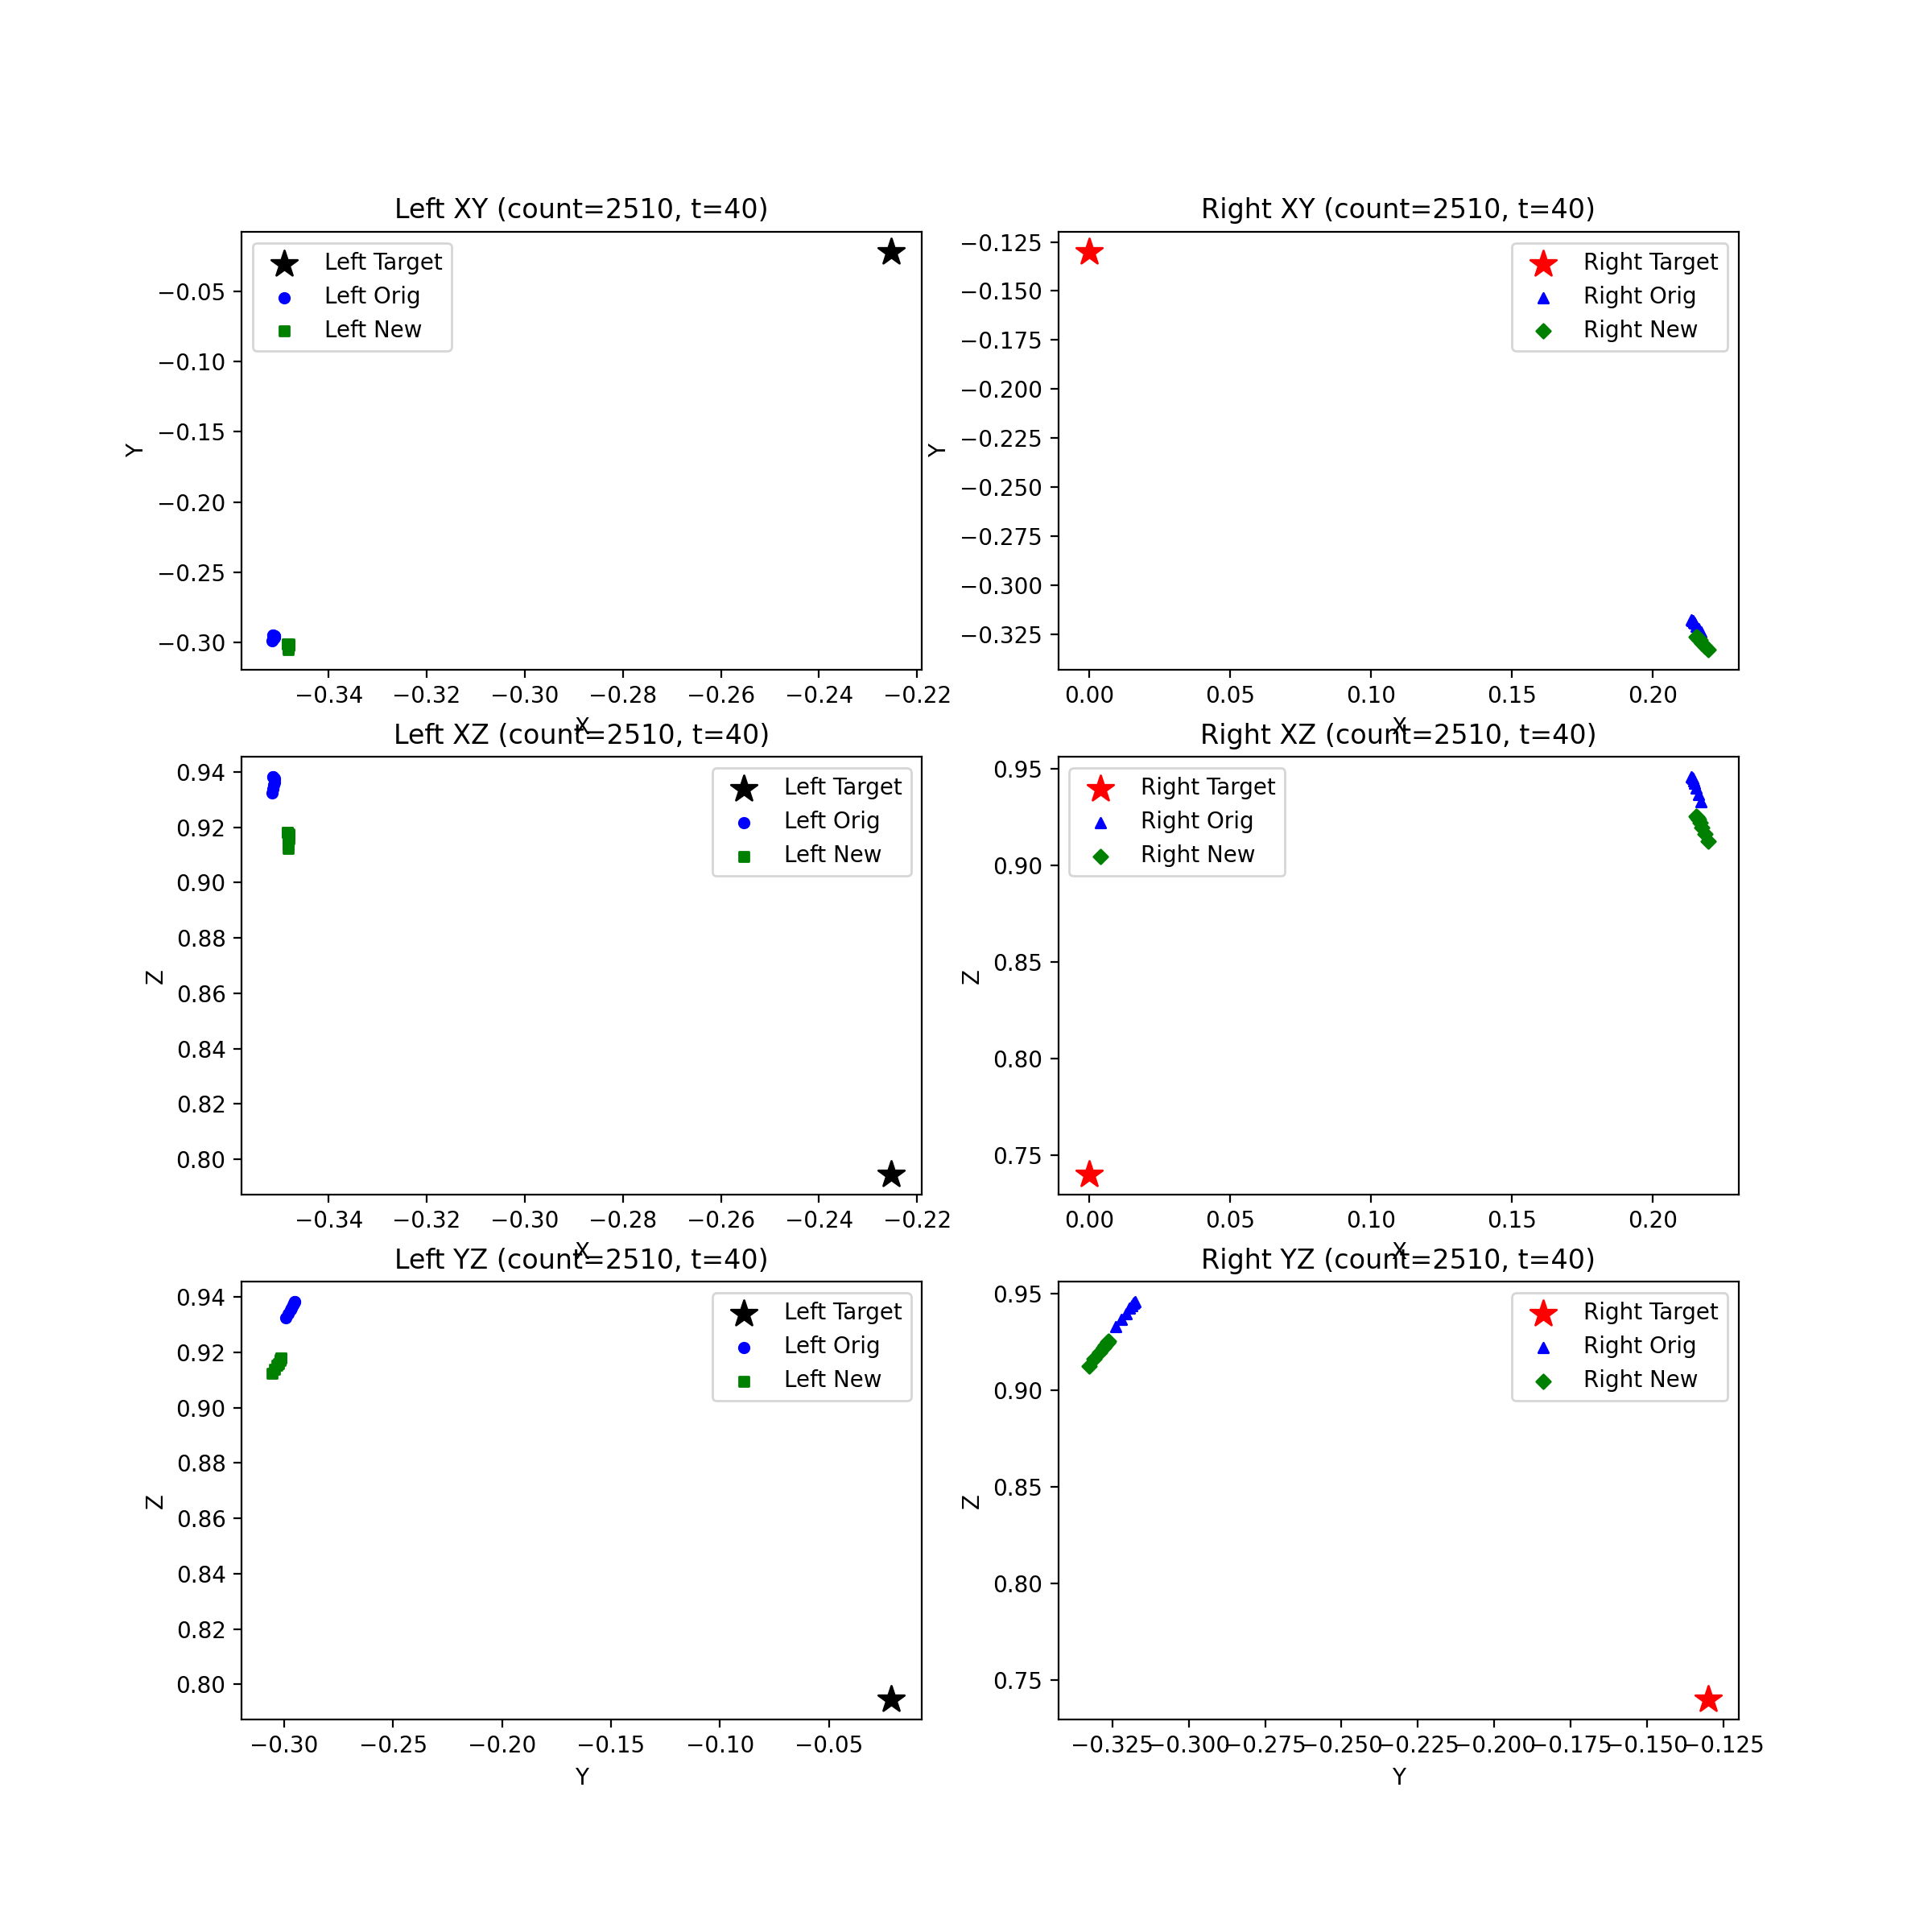 Left XY (count=2510, t=40)
Left Target
Left Orig
Left New
Y
−0.05
−0.10
−0.15
−0.20
−0.25
−0.30
−0.34
−0.32
−0.30
−0.28
−0.26
−0.24
−0.22
X
Right XY (count=2510, t=40)
Right Target
Right Orig
Right New
Y
−0.125
−0.150
−0.175
−0.200
−0.225
−0.250
−0.275
−0.300
−0.325
0.00
0.05
0.10
0.15
0.20
X
Left XZ (count=2510, t=40)
Left Target
Left Orig
Left New
Z
0.94
0.92
0.90
0.88
0.86
0.84
0.82
0.80
−0.34
−0.32
−0.30
−0.28
−0.26
−0.24
−0.22
X
Right XZ (count=2510, t=40)
Right Target
Right Orig
Right New
Z
0.95
0.90
0.85
0.80
0.75
0.00
0.05
0.10
0.15
0.20
X
Left YZ (count=2510, t=40)
Left Target
Left Orig
Left New
Z
0.94
0.92
0.90
0.88
0.86
0.84
0.82
0.80
−0.30
−0.25
−0.20
−0.15
−0.10
−0.05
Y
Right YZ (count=2510, t=40)
Right Target
Right Orig
Right New
Z
0.95
0.90
0.85
0.80
0.75
−0.325
−0.300
−0.275
−0.250
−0.225
−0.200
−0.175
−0.150
−0.125
Y